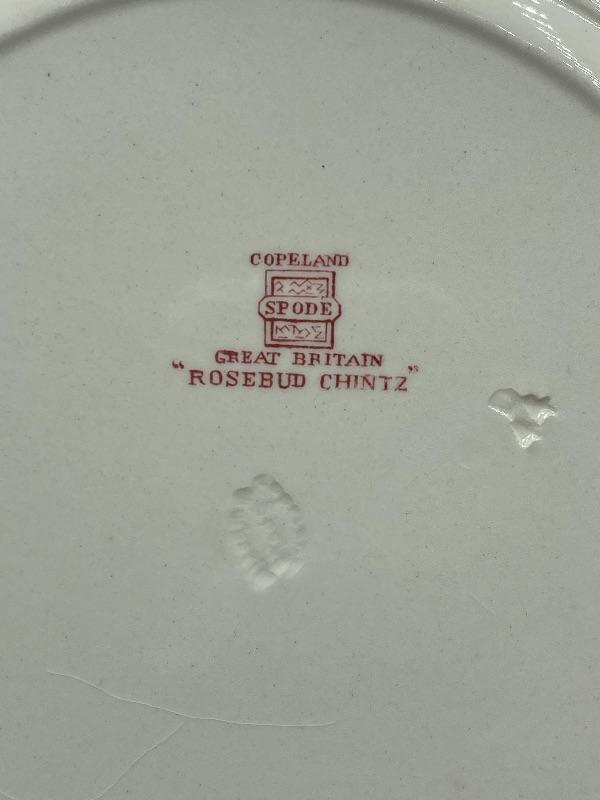 COPELAND
SPODE
GREAT BRITAIN
"ROSEBUD CHINTZ"